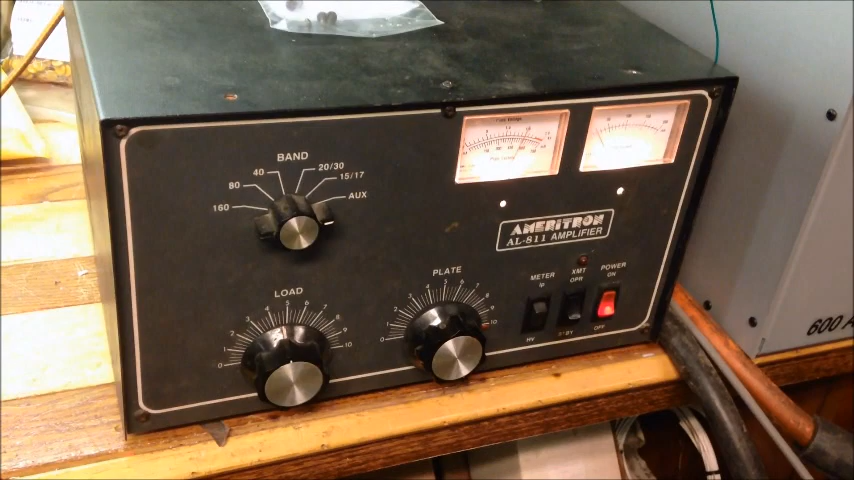 BAND
160
80
40
20/30
15/17
AUX
AMERITRON
AL-811 AMPLIFIER
LOAD
0 1 2 3 4 5 6 7 8 9 10
PLATE
0 1 2 3 4 5 6 7 8 9 10
METER
Ip
HV
XMT
OPR
STBY
POWER
ON
OFF
600 A